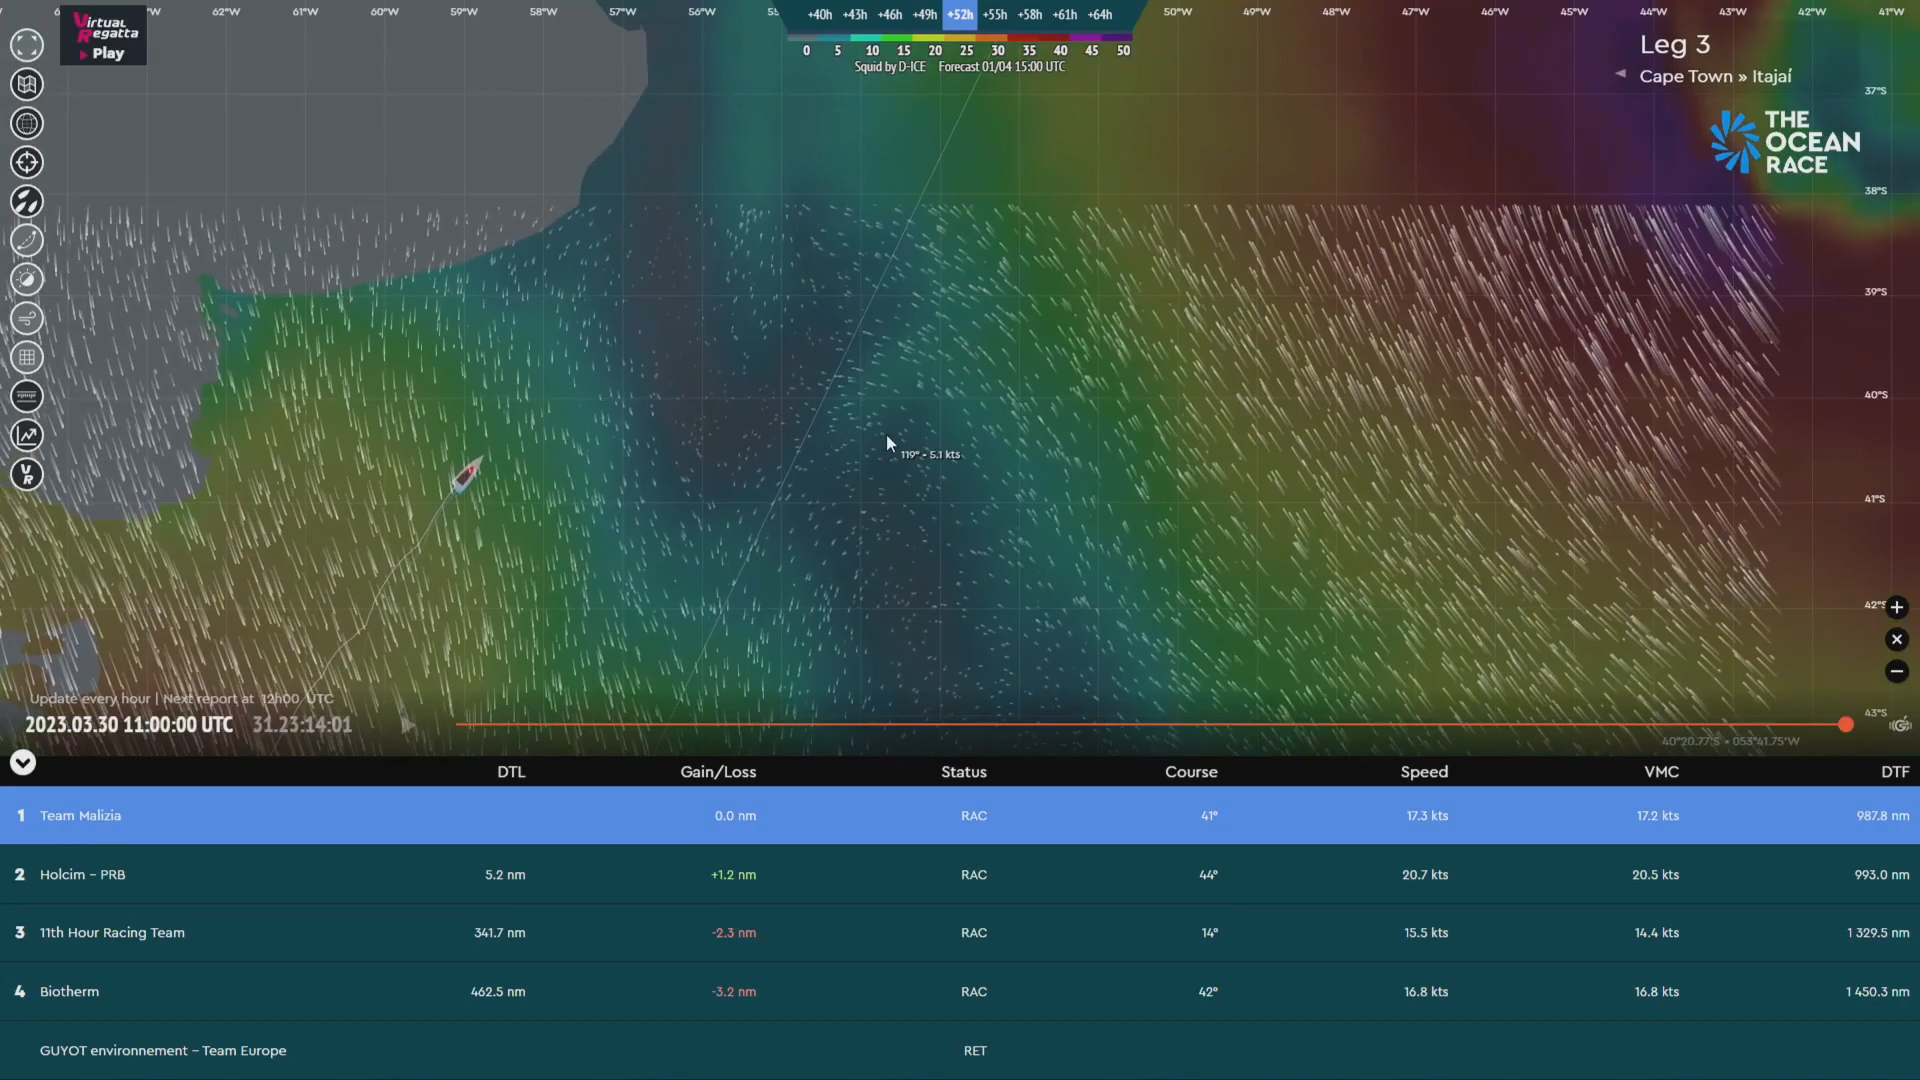 59°W 60°W 61°W 62°W 58°W 57°W 56°W 50°W 49°W 48°W 47°W 46°W 45°W 44°W 43°W 42°W 41°W
Virtual
Regatta
Play
+40h +43h +46h +49h +52h +55h +58h +61h +64h
0 5 10 15 20 25 30 35 40 45 50
Squid by D-ICE Forecast 01/04 15:00 UTC
Leg 3
Cape Town » Itajaí
THE
OCEAN
RACE
37°S
38°S
39°S
40°S
41°S
42°S
43°S
119° - 5.1 kts
VR
Update every hour | Next report at 12h00 UTC
2023.03.30 11:00:00 UTC 31.23:14:01
40°20.77'S • 053°41.75'W
DTL Gain/Loss Status Course Speed VMC DTF
1 Team Malizia 0.0 nm RAC 41° 17.3 kts 17.2 kts 987.8 nm
2 Holcim - PRB 5.2 nm +1.2 nm RAC 44° 20.7 kts 20.5 kts 993.0 nm
3 11th Hour Racing Team 341.7 nm -2.3 nm RAC 14° 15.5 kts 14.4 kts 1 329.5 nm
4 Biotherm 462.5 nm -3.2 nm RAC 42° 16.8 kts 16.8 kts 1 450.3 nm
GUYOT environnement - Team Europe RET